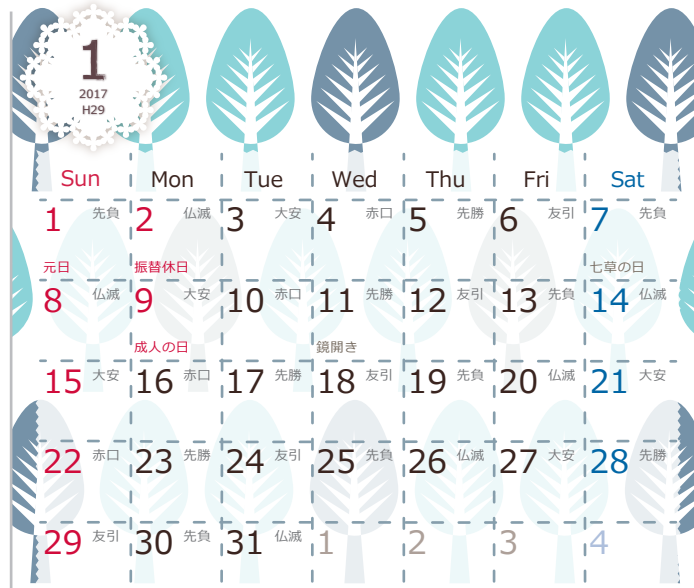 1
2017
H29
Sun Mon Tue Wed Thu Fri Sat
1 先負 2 仏滅 3 大安 4 赤口 5 先勝 6 友引 7 先負
元日 振替休日 七草の日
8 仏滅 9 大安 10 赤口 11 先勝 12 友引 13 先負 14 仏滅
成人の日 鏡開き
15 大安 16 赤口 17 先勝 18 友引 19 先負 20 仏滅 21 大安
22 赤口 23 先勝 24 友引 25 先負 26 仏滅 27 大安 28 先勝
29 友引 30 先負 31 仏滅 1 2 3 4